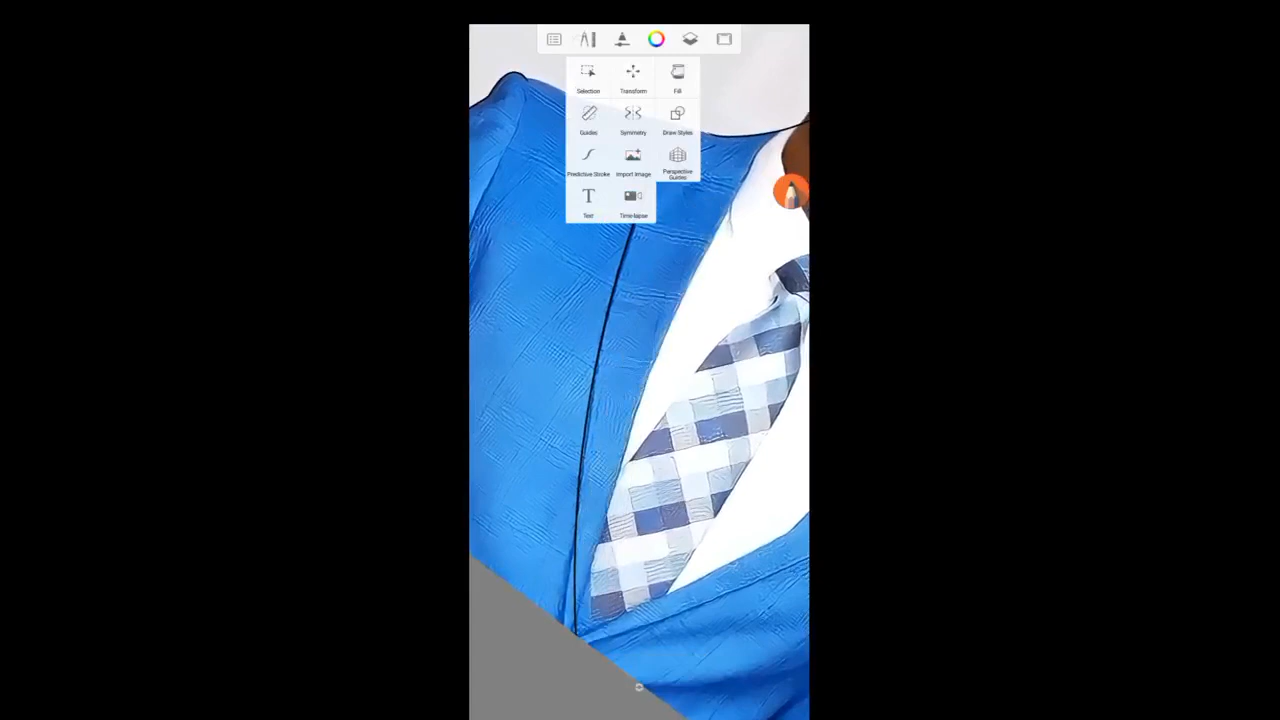 Selection Transform Fill
Guides Symmetry Draw Styles
Predictive Stroke Import Image Perspective Guides
Text Time-lapse